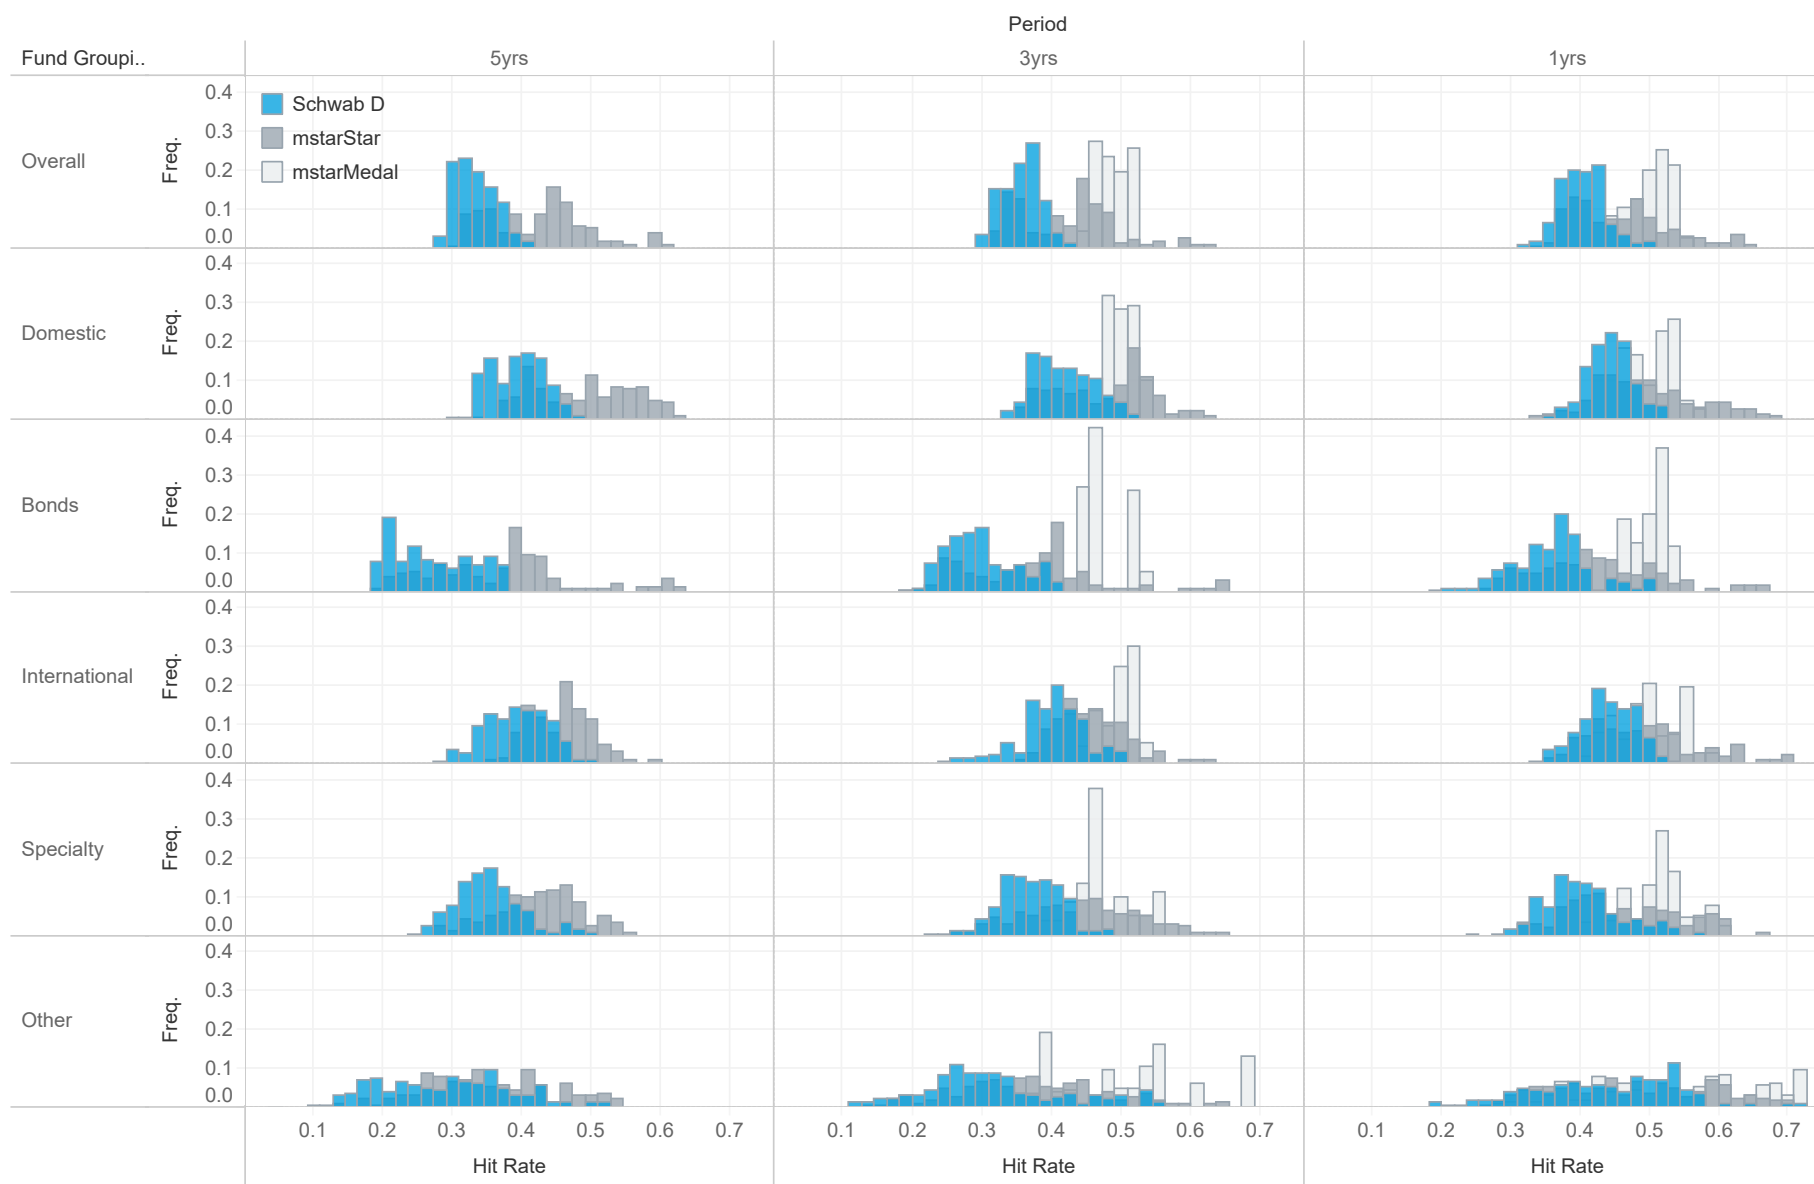 Period
Fund Groupi.. 5yrs 3yrs 1yrs
Overall
Freq.
0.4
0.3
0.2
0.1
0.0
Schwab D
mstarStar
mstarMedal
Domestic
Freq.
0.4
0.3
0.2
0.1
0.0
Bonds
Freq.
0.4
0.3
0.2
0.1
0.0
International
Freq.
0.4
0.3
0.2
0.1
0.0
Specialty
Freq.
0.4
0.3
0.2
0.1
0.0
Other
Freq.
0.4
0.3
0.2
0.1
0.0
0.1 0.2 0.3 0.4 0.5 0.6 0.7 0.1 0.2 0.3 0.4 0.5 0.6 0.7 0.1 0.2 0.3 0.4 0.5 0.6 0.7
Hit Rate Hit Rate Hit Rate